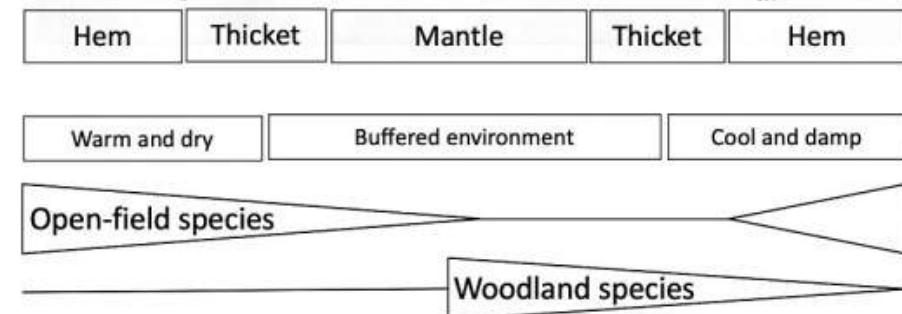 Hem Thicket Mantle Thicket Hem
Warm and dry Buffered environment Cool and damp
Open-field species
Woodland species